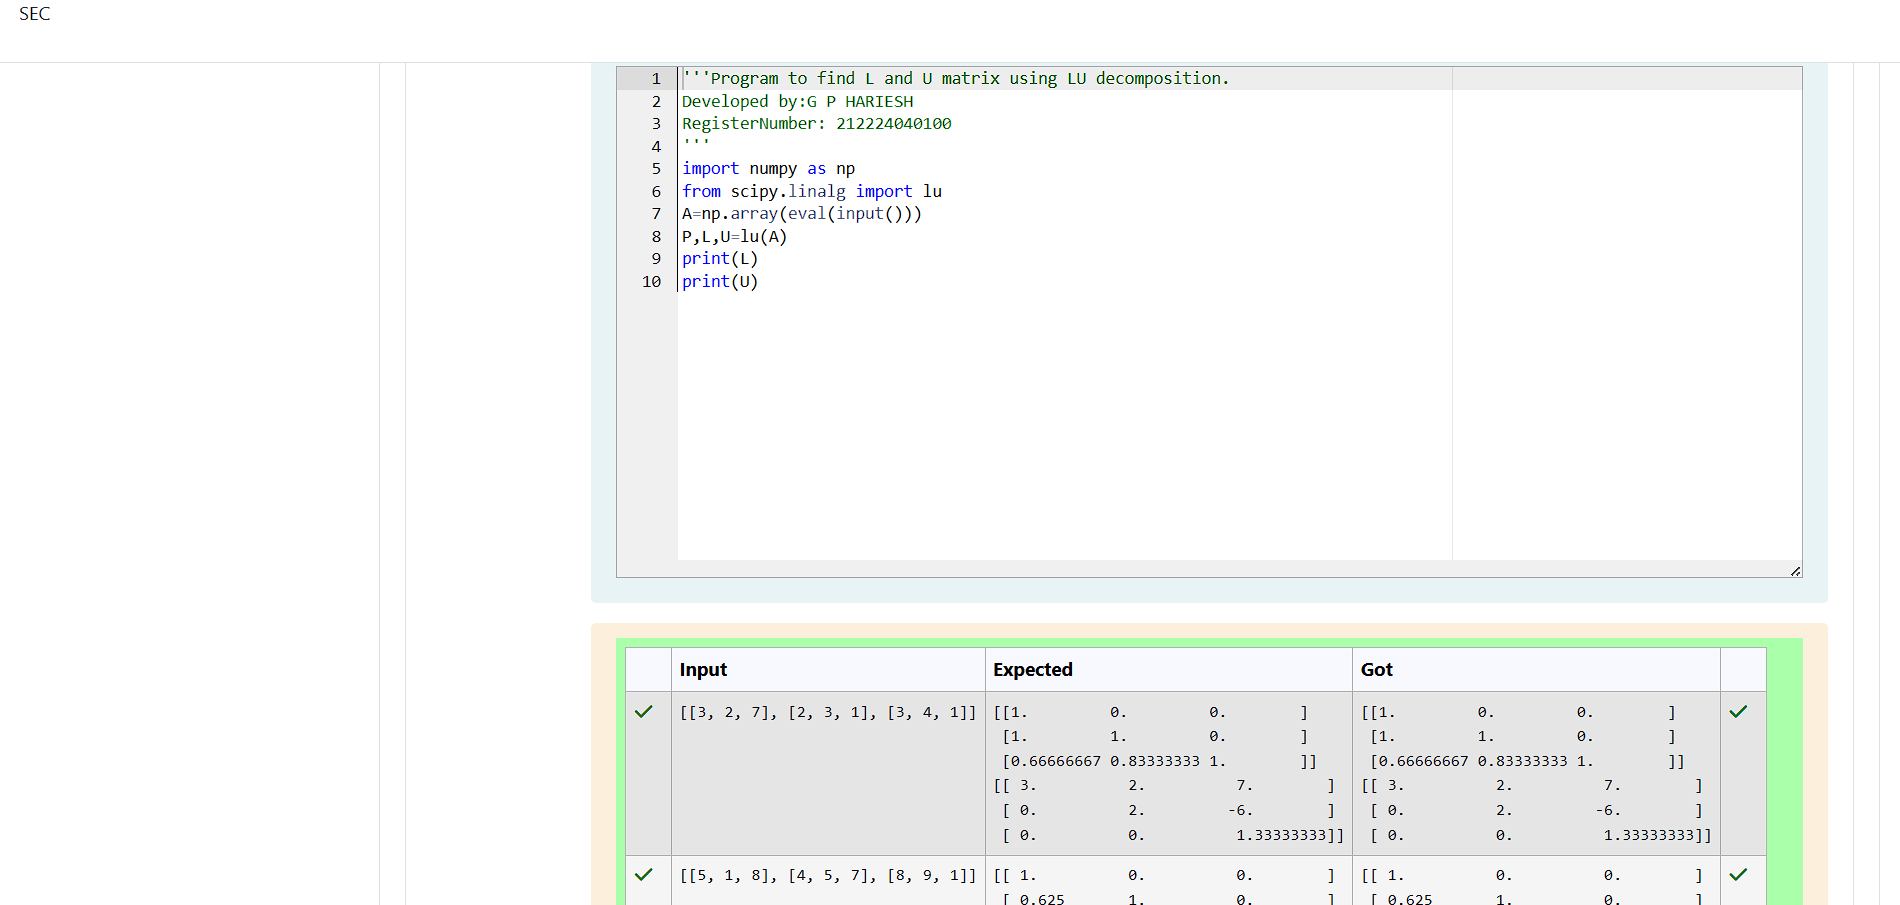 SEC
1 '''Program to find L and U matrix using LU decomposition.
2 Developed by:G P HARIESH
3 RegisterNumber: 212224040100
4 '''
5 import numpy as np
6 from scipy.linalg import lu
7 A=np.array(eval(input()))
8 P,L,U=lu(A)
9 print(L)
10 print(U)
Input Expected Got
[[3, 2, 7], [2, 3, 1], [3, 4, 1]] [[1. 0. 0. ] [[1. 0. 0. ]
[1. 1. 0. ] [1. 1. 0. ]
[0.66666667 0.83333333 1. ]] [0.66666667 0.83333333 1. ]]
[[ 3. 2. 7. ] [[ 3. 2. 7. ]
[ 0. 2. -6. ] [ 0. 2. -6. ]
[ 0. 0. 1.33333333]] [ 0. 0. 1.33333333]]
[[5, 1, 8], [4, 5, 7], [8, 9, 1]] [[ 1. 0. 0. ] [[ 1. 0. 0. ]
[ 0.625 1. 0. ] [ 0.625 1. 0. ]